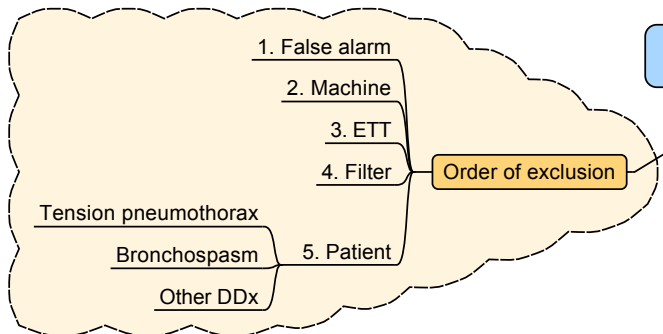 1. False alarm
2. Machine
3. ETT
4. Filter
Order of exclusion
Tension pneumothorax
Bronchospasm
5. Patient
Other DDx